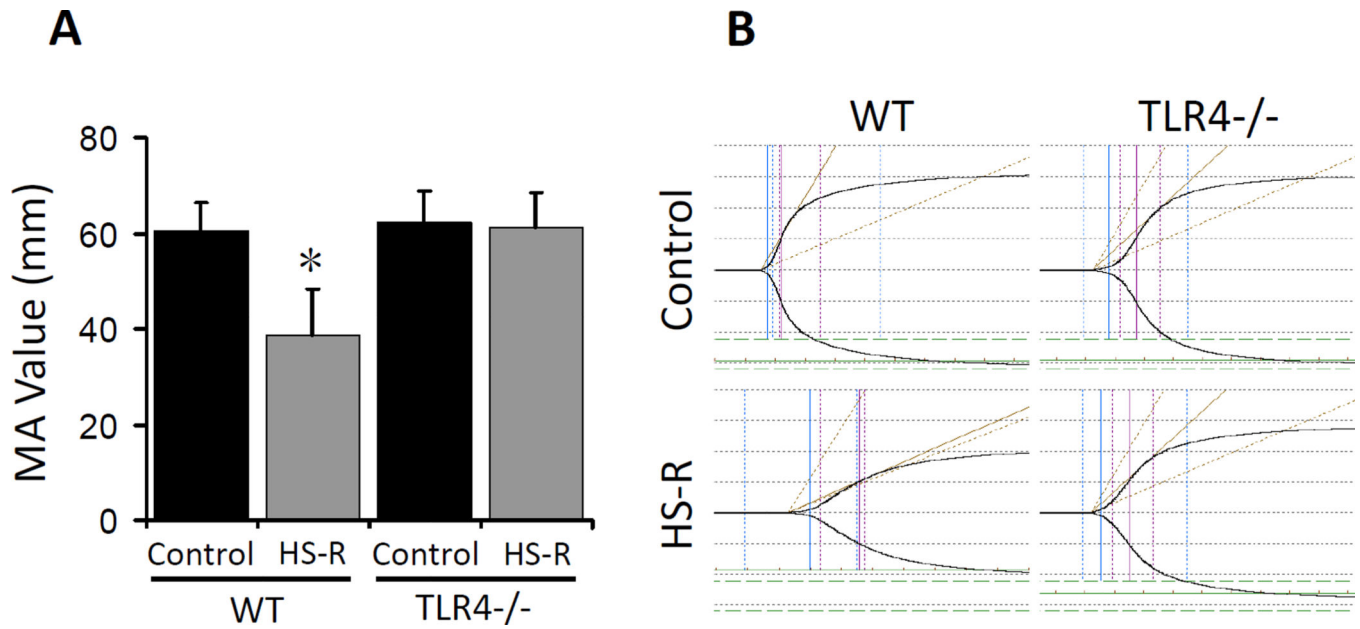 A
MA Value (mm)
80
60
40
20
0
*
Control HS-R Control HS-R
WT TLR4-/-
B
WT TLR4-/-
Control
HS-R